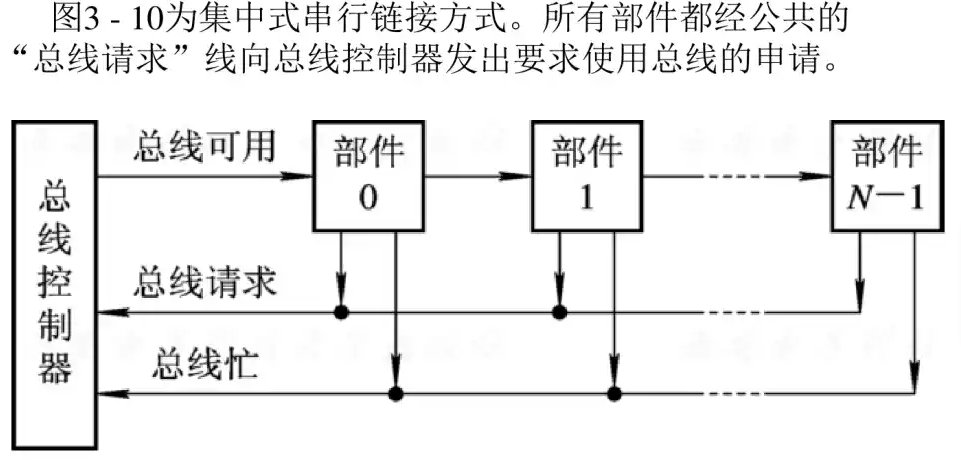 图3 - 10为集中式串行链接方式。所有部件都经公共的
“总线请求”线向总线控制器发出要求使用总线的申请。
总线可用
部件
0
部件
1
部件
N－1
总线控制器
总线请求
总线忙